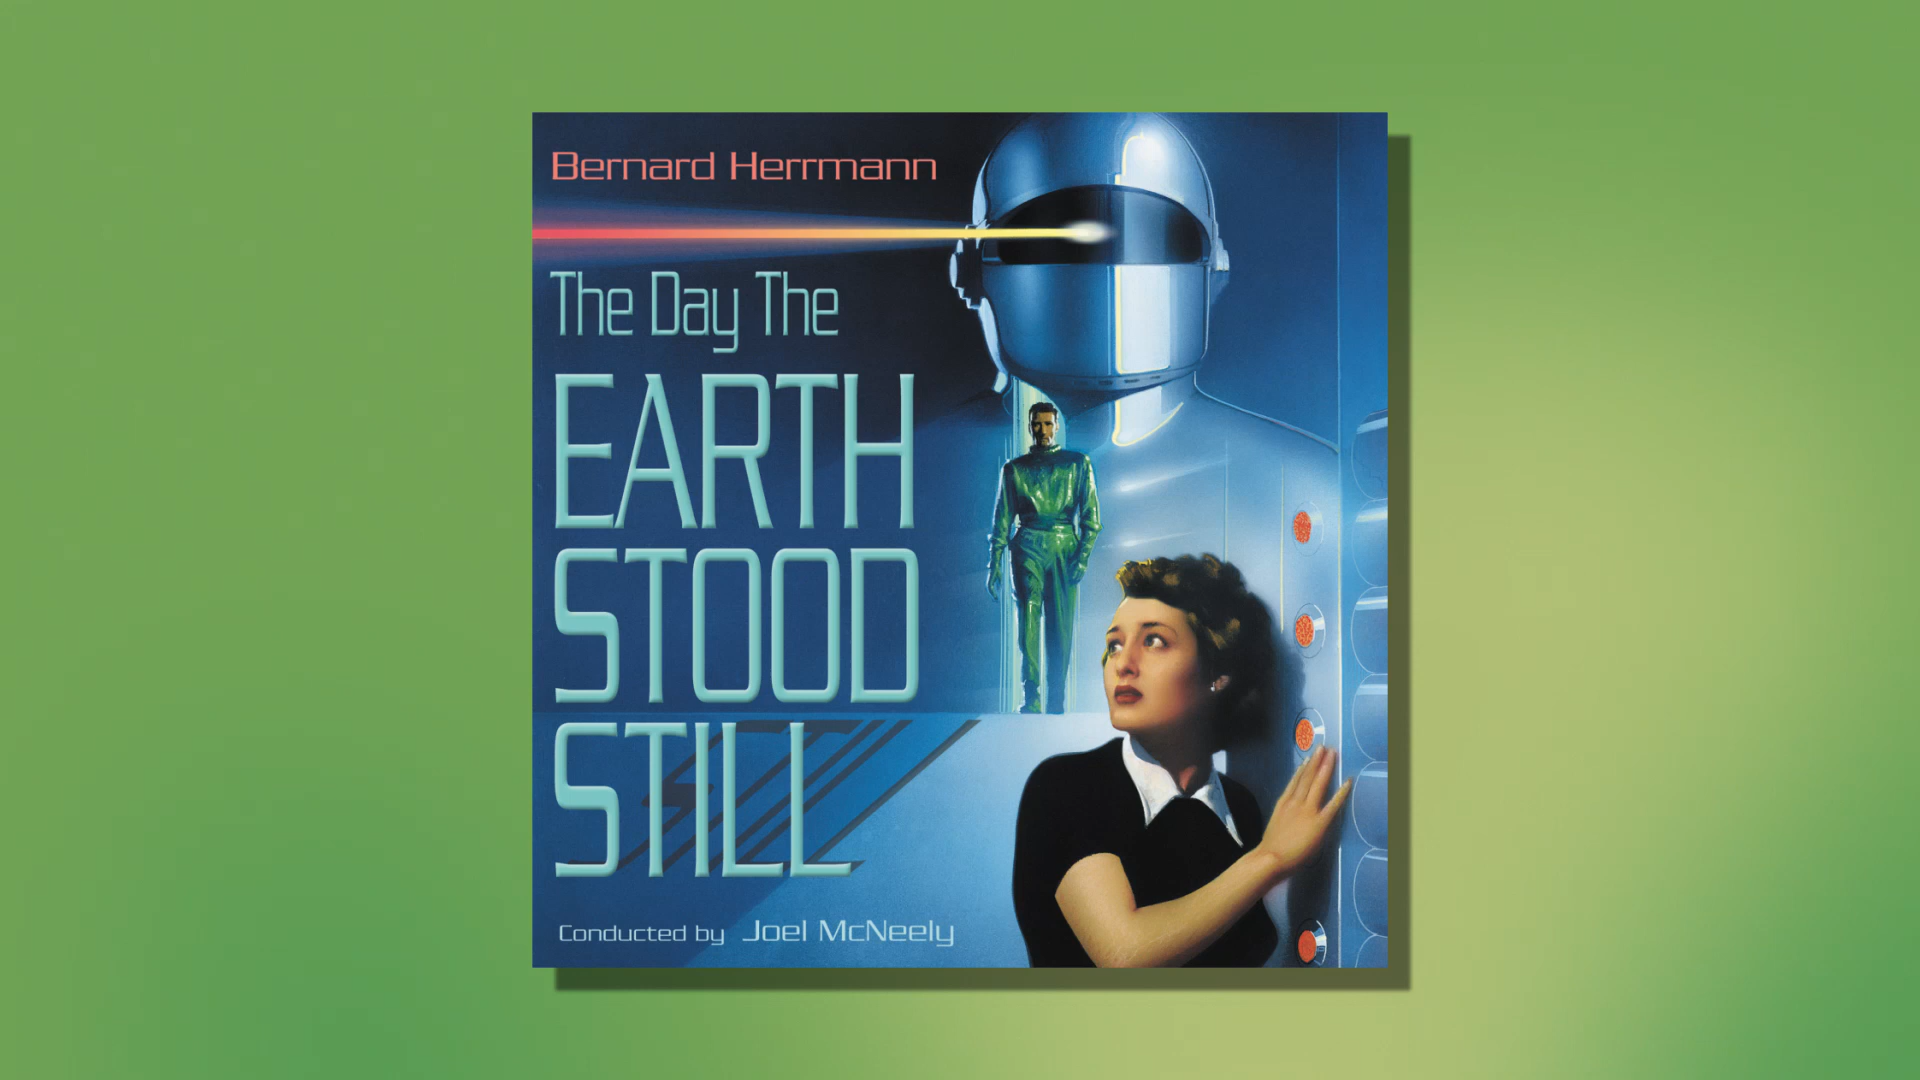 Bernard Herrmann
The Day The
EARTH
STOOD
STILL
Conducted by Joel McNeely